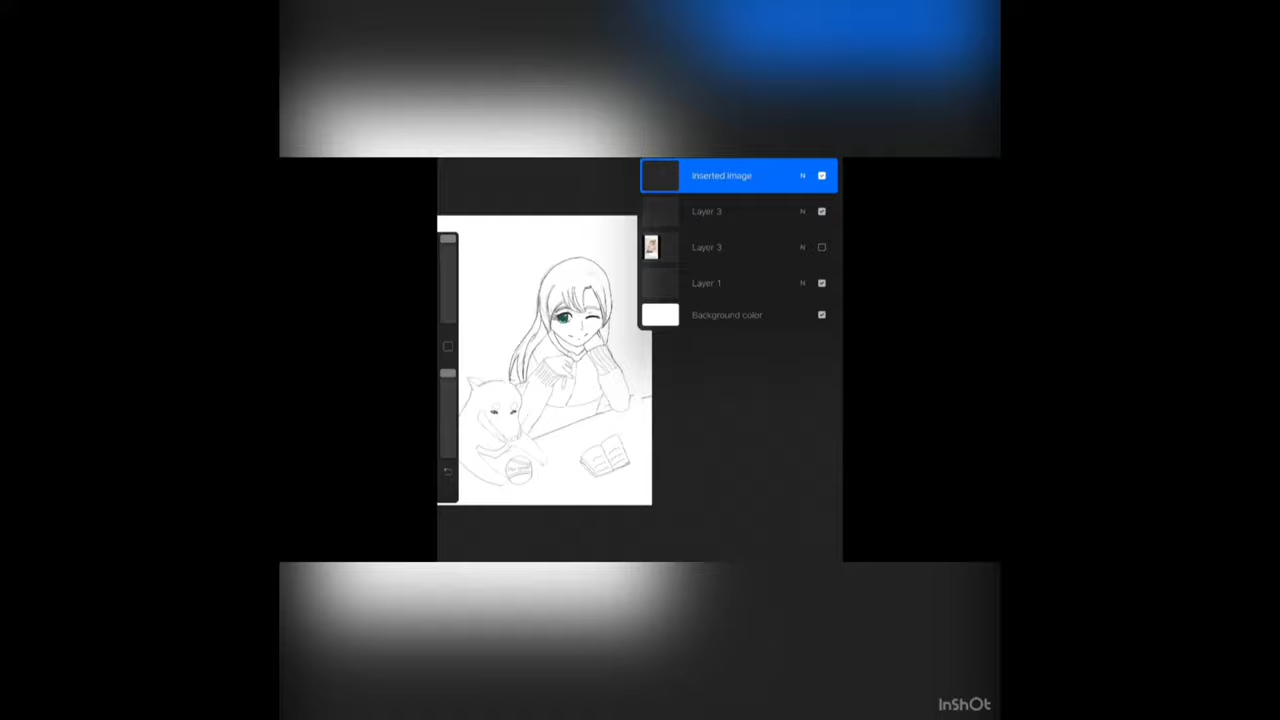 Inserted Image N
Layer 3 N
Layer 3 N
Layer 1 N
Background color
InShOt